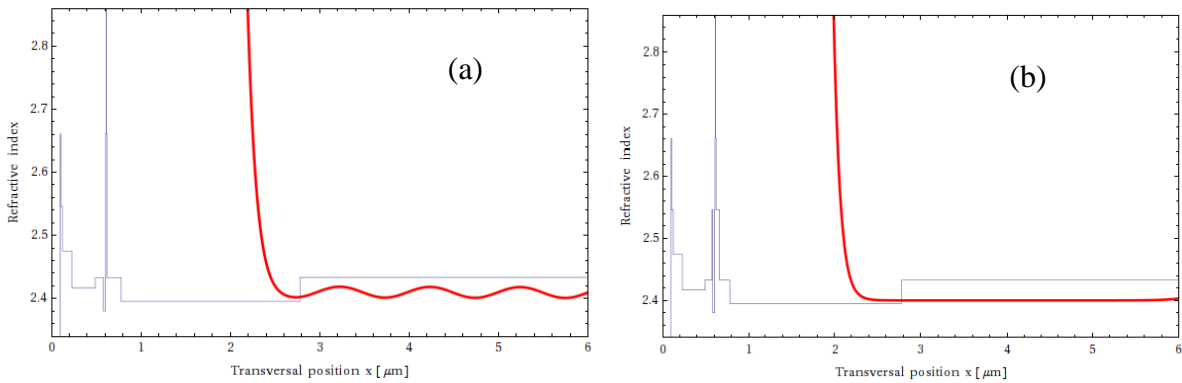 (a)
Refractive index
2.8
2.7
2.6
2.5
2.4
0 1 2 3 4 5 6
Transversal position x [ μm]
(b)
Refractive index
2.8
2.7
2.6
2.5
2.4
0 1 2 3 4 5 6
Transversal position x [ μm]